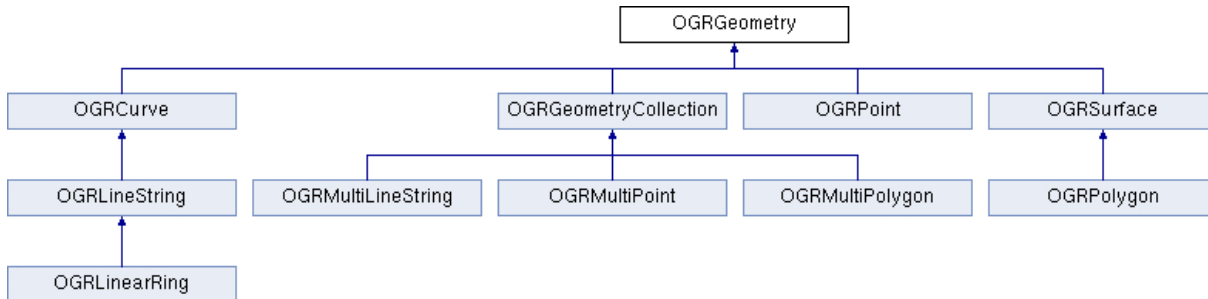 OGRGeometry
OGRCurve
OGRGeometryCollection
OGRPoint
OGRSurface
OGRLineString
OGRMultiLineString
OGRMultiPoint
OGRMultiPolygon
OGRPolygon
OGRLinearRing